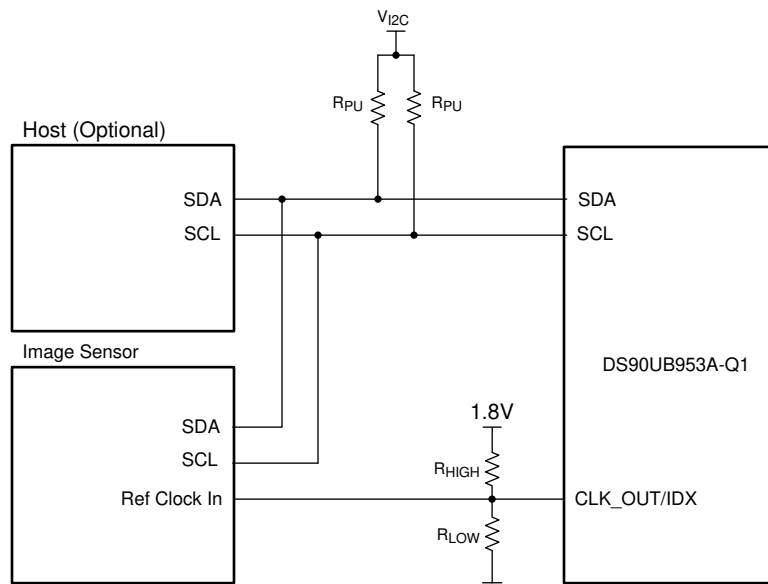 VI2C
RPU
RPU
Host (Optional)
SDA
SCL
SDA
SCL
Image Sensor
DS90UB953A-Q1
1.8V
SDA
SCL
RHIGH
Ref Clock In
CLK_OUT/IDX
RLOW